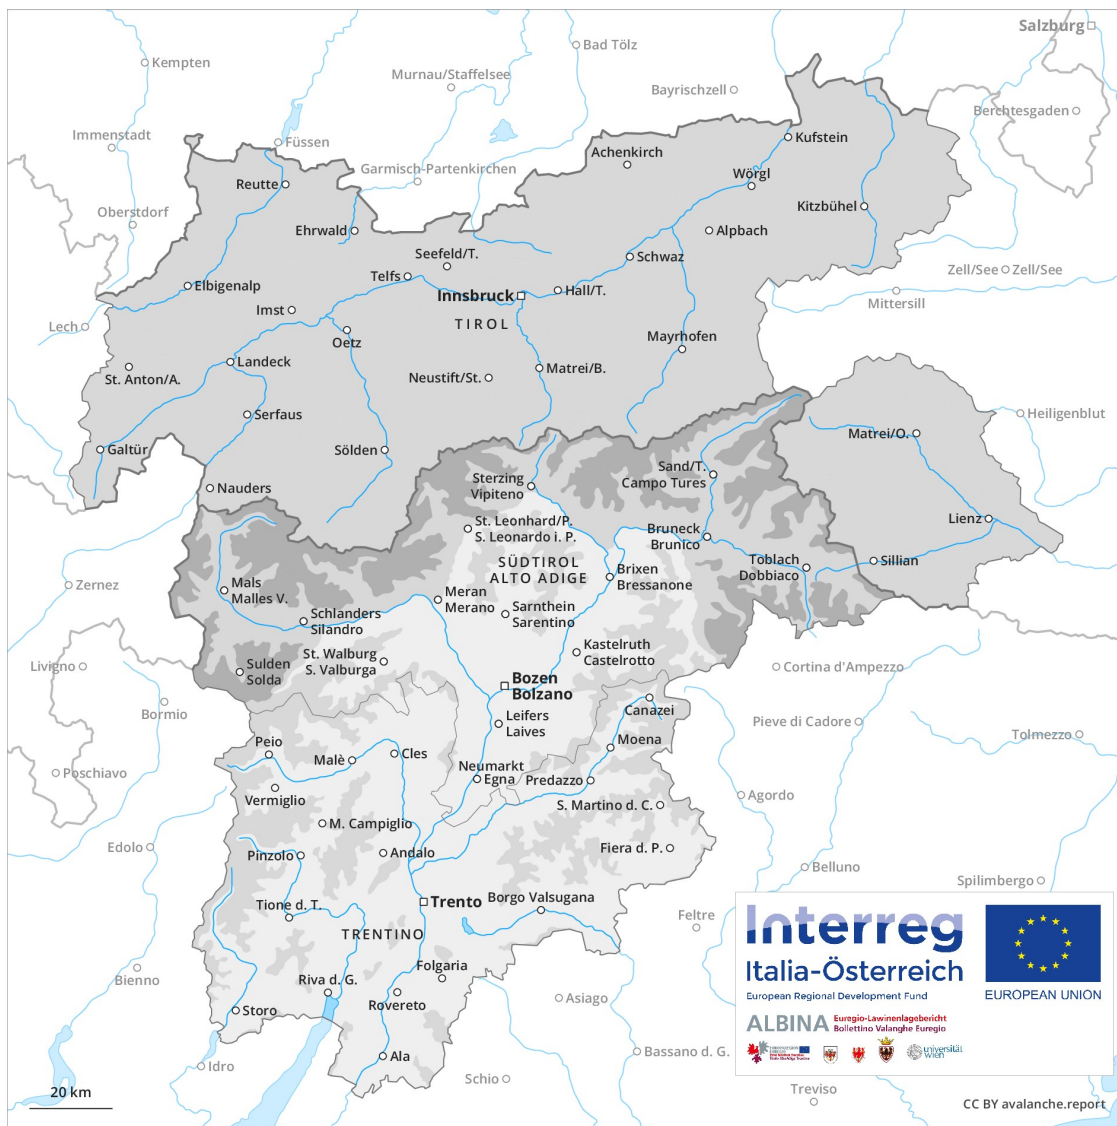 Salzburg
Bad Tölz
Kempten
Murnau/Staffelsee
Bayrischzell
Berchtesgaden
Immenstadt
Füssen
Kufstein
Achenkirch
Garmisch-Partenkirchen
Wörgl
Reutte
Oberstdorf
Kitzbühel
Ehrwald
Alpbach
Seefeld/T.
Schwaz
Telfs
Zell/See
Zell/See
Elbigenalp
Hall/T.
Innsbruck
Mittersill
Imst
TIROL
Lech
Oetz
Mayrhofen
Landeck
Matrei/B.
St. Anton/A.
Neustift/St.
Serfaus
Heiligenblut
Matrei/O.
Galtür
Sölden
Sand/T.
Campo Tures
Sterzing
Vipiteno
Nauders
Lienz
St. Leonhard/P.
S. Leonardo i. P.
Bruneck
Brunico
SÜDTIROL
ALTO ADIGE
Toblach
Dobbiaco
Sillian
Brixen
Bressanone
Zernez
Mals
Malles V.
Meran
Merano
Sarnthein
Sarentino
Schlanders
Silandro
Kastelruth
Castelrotto
St. Walburg
S. Valburga
Livigno
Sulden
Solda
Cortina d'Ampezzo
Bozen
Bolzano
Bormio
Canazei
Leifers
Laives
Pieve di Cadore
Tolmezzo
Peio
Moena
Cles
Malè
Poschiavo
Neumarkt
Egna
Predazzo
Vermiglio
Agordo
S. Martino d. C.
M. Campiglio
Edolo
Pinzolo
Andalo
Fiera d. P.
Belluno
Spilimbergo
Trento
Borgo Valsugana
Tione d. T.
Feltre
TRENTINO
Folgaria
Bienno
Riva d. G.
Rovereto
Asiago
Storo
Ala
Bassano d. G.
Idro
Schio
Treviso
20 km
Interreg
Italia-Österreich
European Regional Development Fund
EUROPEAN UNION
ALBINA
Euregio-Lawinenlagebericht
Bollettino Valanghe Euregio
universität
wien
CC BY avalanche.report